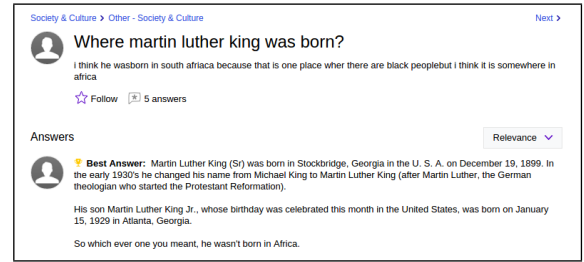 Society & Culture > Other - Society & Culture
Next >
Where martin luther king was born?
i think he wasborn in south afriaca because that is one place wher there are black peoplebut i think it is somewhere in
africa
Follow 5 answers
Answers
Relevance
Best Answer: Martin Luther King (Sr) was born in Stockbridge, Georgia in the U. S. A. on December 19, 1899. In
the early 1930's he changed his name from Michael King to Martin Luther King (after Martin Luther, the German
theologian who started the Protestant Reformation).
His son Martin Luther King Jr., whose birthday was celebrated this month in the United States, was born on January
15, 1929 in Atlanta, Georgia.
So which ever one you meant, he wasn't born in Africa.